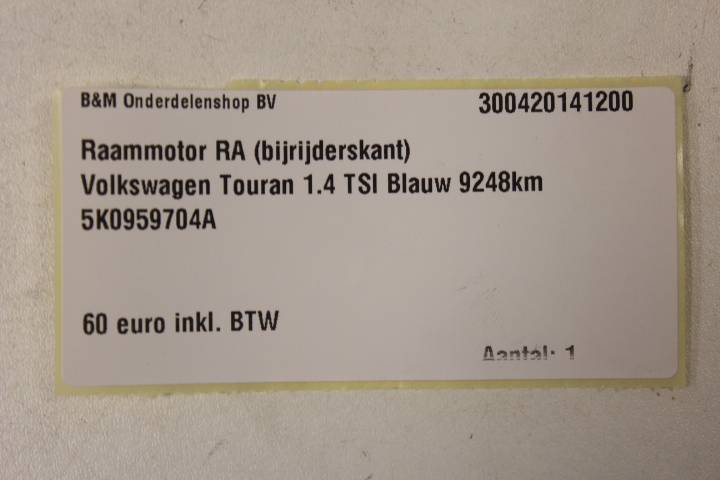 B&M Onderdelenshop BV 300420141200
Raammotor RA (bijrijderskant)
Volkswagen Touran 1.4 TSI Blauw 9248km
5K0959704A
60 euro inkl. BTW
Aantal: 1